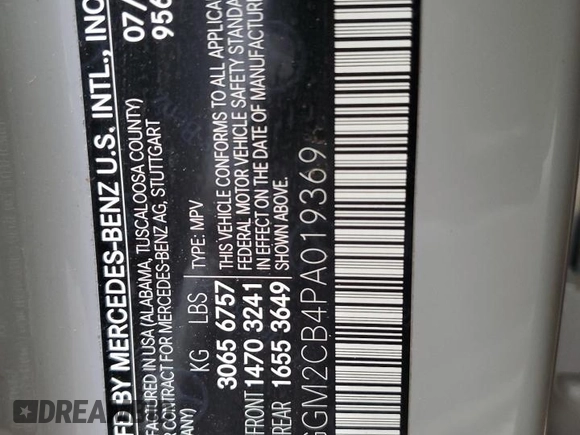 D BY MERCEDES-BENZ U.S. INTL., INC
FACTURED IN USA (ALABAMA, TUSCALOOSA COUNTY)
CONTRACT FOR MERCEDES-BENZ AG, STUTTGART
07/
956
KG LBS
3065 6757
FRONT 1470 3241
REAR 1655 3649
TYPE: MPV
THIS VEHICLE CONFORMS TO ALL APPLICA
FEDERAL MOTOR VEHICLE SAFETY STANDA
IN EFFECT ON THE DATE OF MANUFACTUR
SHOWN ABOVE.
GGM2CB4PA019369